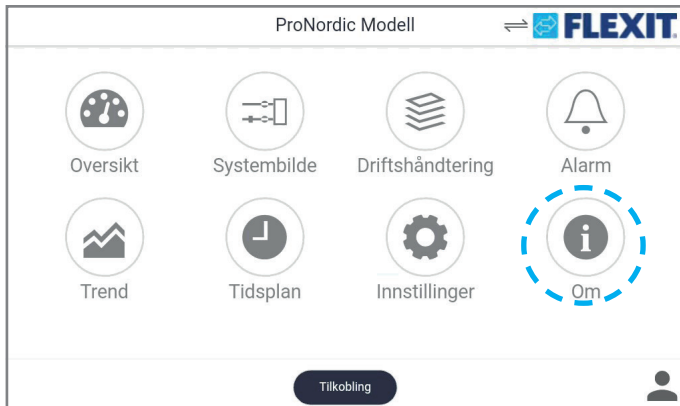 ProNordic Modell
FLEXIT.
Oversikt
Systembilde
Driftshåndtering
Alarm
Trend
Tidsplan
Innstillinger
Om
Tilkobling